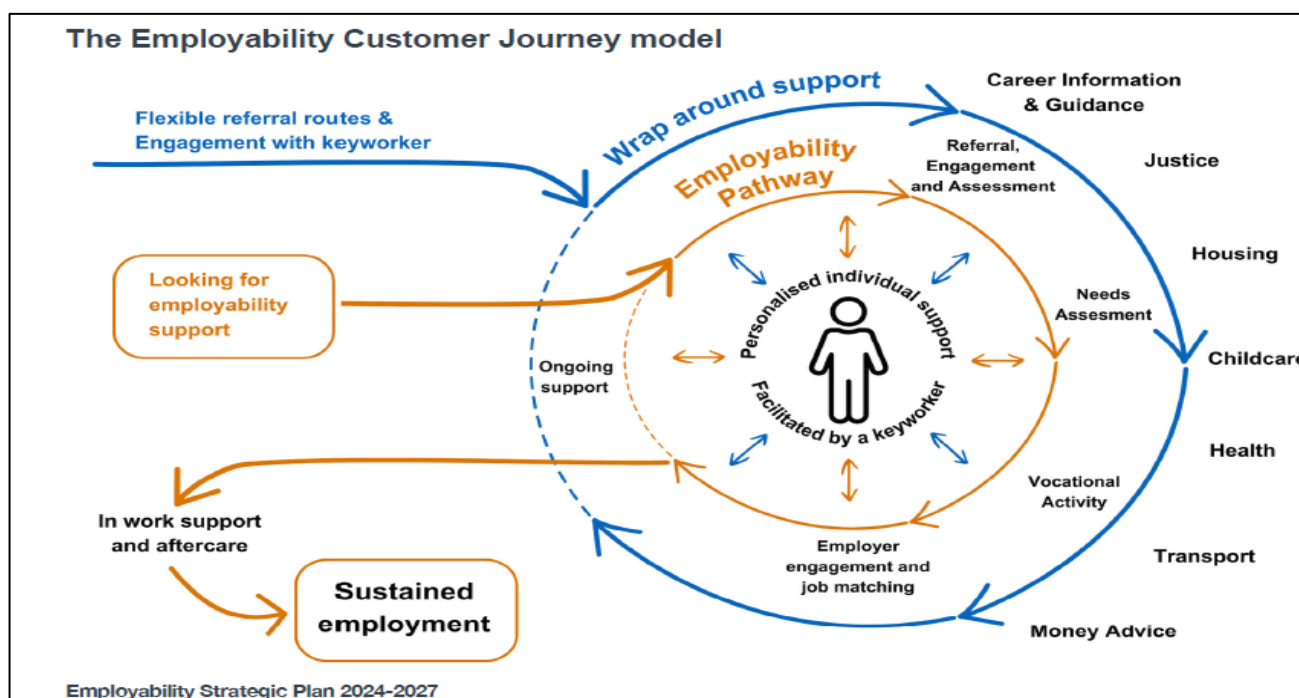 The Employability Customer Journey model
Flexible referral routes &
Engagement with keyworker
Wrap around support
Career Information
& Guidance
Employability
Pathway
Referral,
Engagement
and Assessment
Justice
Looking for
employability
support
Housing
Personalised individual support
Needs
Assesment
Ongoing
support
Childcare
Facilitated by a keyworker
Health
Vocational
Activity
In work support
and aftercare
Employer
engagement and
job matching
Transport
Sustained
employment
Money Advice
Employability Strategic Plan 2024-2027